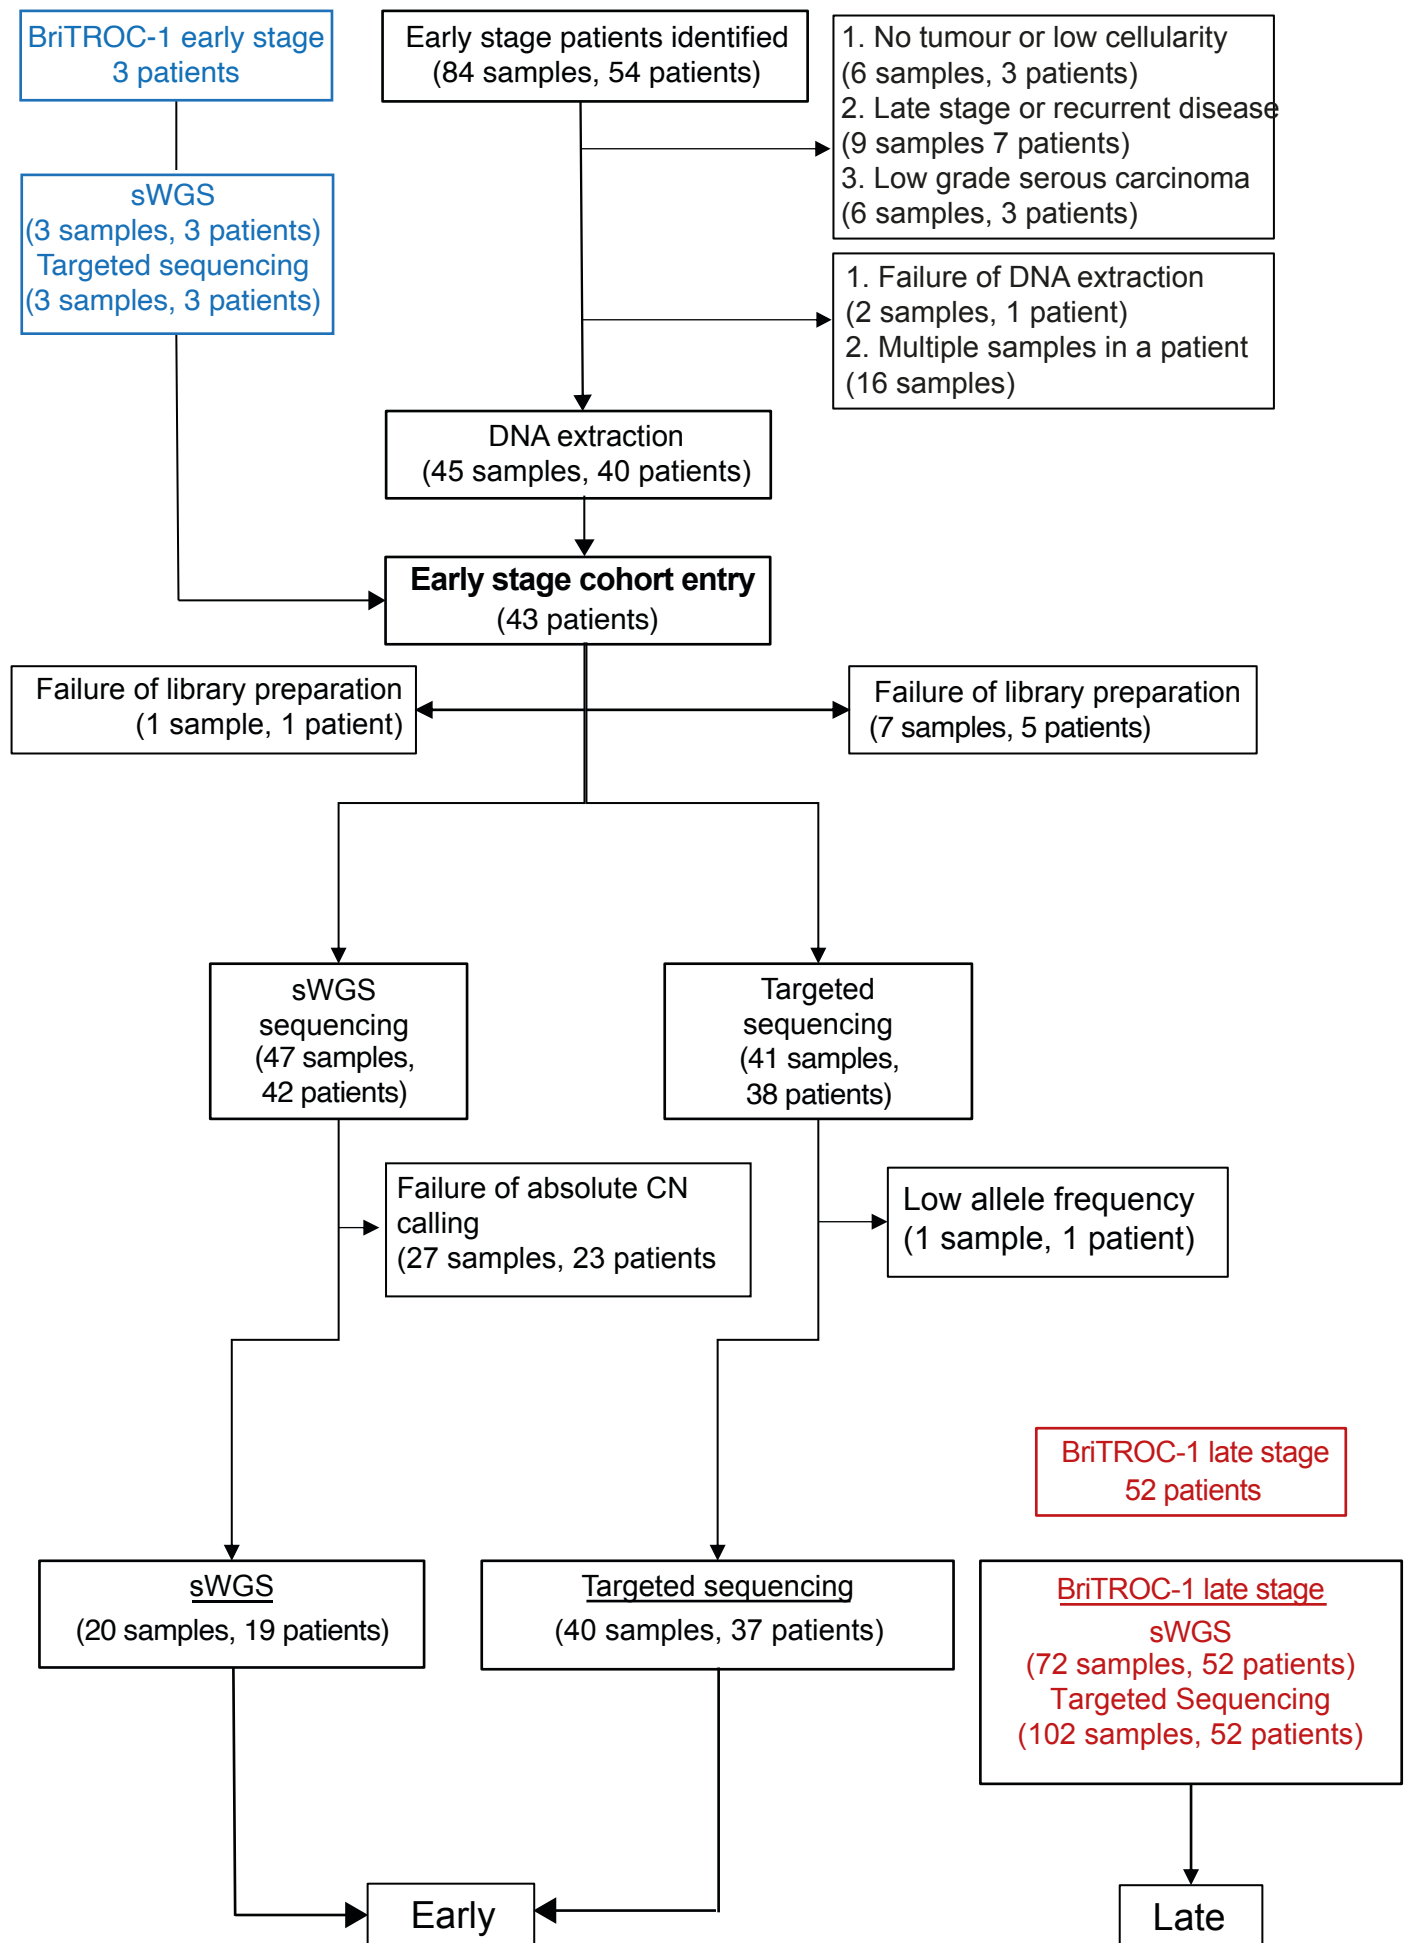 BriTROC-1 early stage
3 patients
Early stage patients identified
(84 samples, 54 patients)
1. No tumour or low cellularity
(6 samples, 3 patients)
2. Late stage or recurrent disease
(9 samples 7 patients)
3. Low grade serous carcinoma
(6 samples, 3 patients)
sWGS
(3 samples, 3 patients)
Targeted sequencing
(3 samples, 3 patients)
1. Failure of DNA extraction
(2 samples, 1 patient)
2. Multiple samples in a patient
(16 samples)
DNA extraction
(45 samples, 40 patients)
Early stage cohort entry
(43 patients)
Failure of library preparation
(1 sample, 1 patient)
Failure of library preparation
(7 samples, 5 patients)
sWGS
sequencing
(47 samples,
42 patients)
Targeted
sequencing
(41 samples,
38 patients)
Failure of absolute CN
calling
(27 samples, 23 patients
Low allele frequency
(1 sample, 1 patient)
BriTROC-1 late stage
52 patients
sWGS
(20 samples, 19 patients)
Targeted sequencing
(40 samples, 37 patients)
BriTROC-1 late stage
sWGS
(72 samples, 52 patients)
Targeted Sequencing
(102 samples, 52 patients)
Early
Late